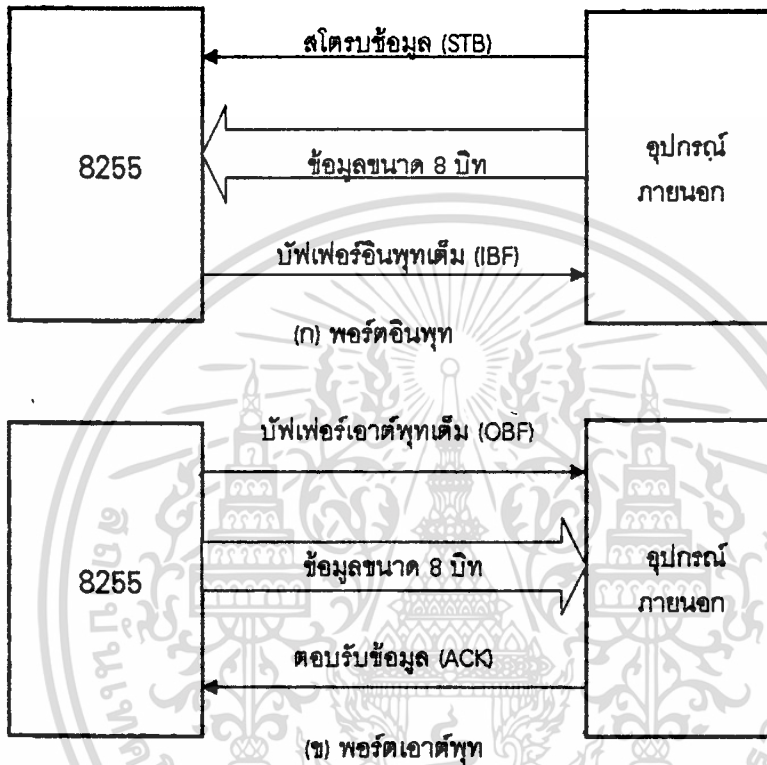 สโตรบข้อมูล (STB)
8255
ข้อมูลขนาด 8 บิท
อุปกรณ์
ภายนอก
บัฟเฟอร์อินพุทเต็ม (IBF)
(ก) พอร์ตอินพุท
บัฟเฟอร์เอาต์พุทเต็ม (OBF)
8255
ข้อมูลขนาด 8 บิท
อุปกรณ์
ภายนอก
ตอบรับข้อมูล (ACK)
(ข) พอร์ตเอาต์พุท